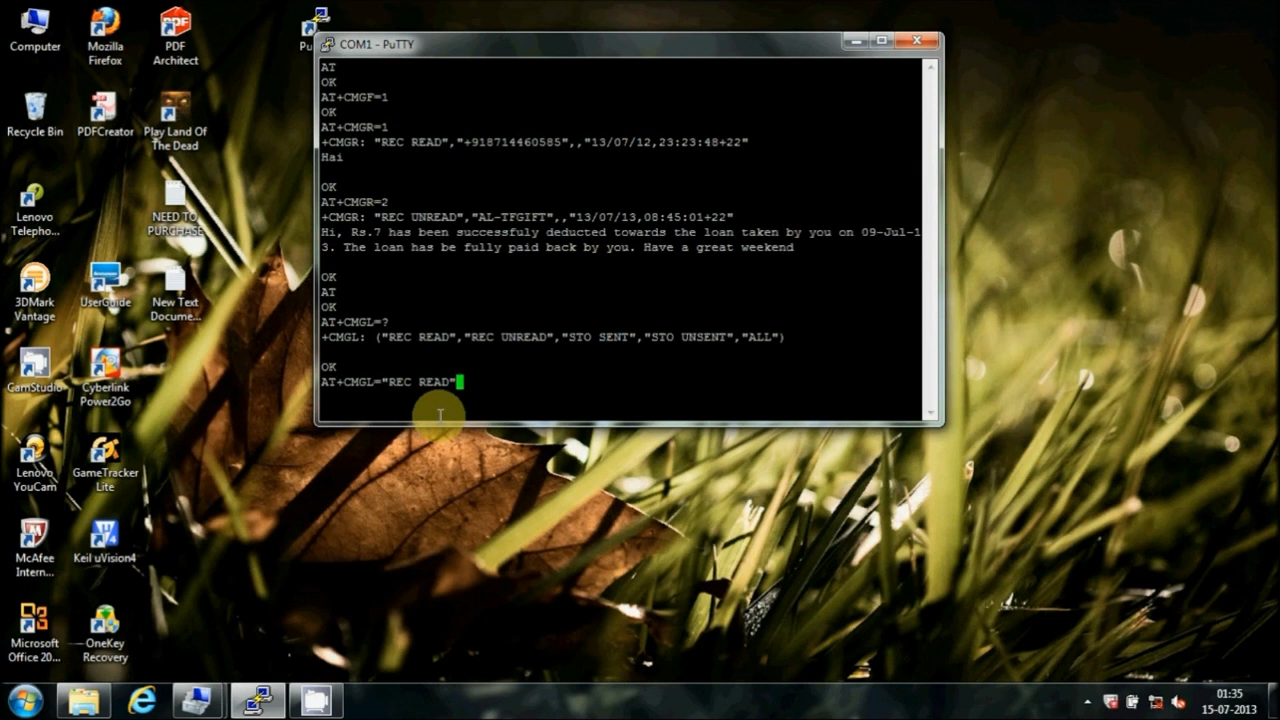 Computer
Mozilla
Firefox
PDF
Architect
Pu
Recycle Bin
PDFCreator
Play Land Of
The Dead
Lenovo
Telepho...
NEED TO
PURCHASE
3DMark
Vantage
UserGuide
New Text
Docume...
GamStudio
Cyberlink
Power2Go
Lenovo
YouCam
GameTracker
Lite
McAfee
Intern...
Keil uVision4
Microsoft
Office 20...
OneKey
Recovery
COM1 - PuTTY
AT
OK
AT+CMGF=1
OK
AT+CMGR=1
+CMGR: "REC READ","+918714460585",,"13/07/12,23:23:48+22"
Hai
OK
AT+CMGR=2
+CMGR: "REC UNREAD","AL-TFGIFT",,"13/07/13,08:45:01+22"
Hi, Rs.7 has been successfuly deducted towards the loan taken by you on 09-Jul-1
3. The loan has be fully paid back by you. Have a great weekend
OK
AT
OK
AT+CMGL=?
+CMGL: ("REC READ","REC UNREAD","STO SENT","STO UNSENT","ALL")
OK
AT+CMGL="REC READ"
01:35
15-07-2013